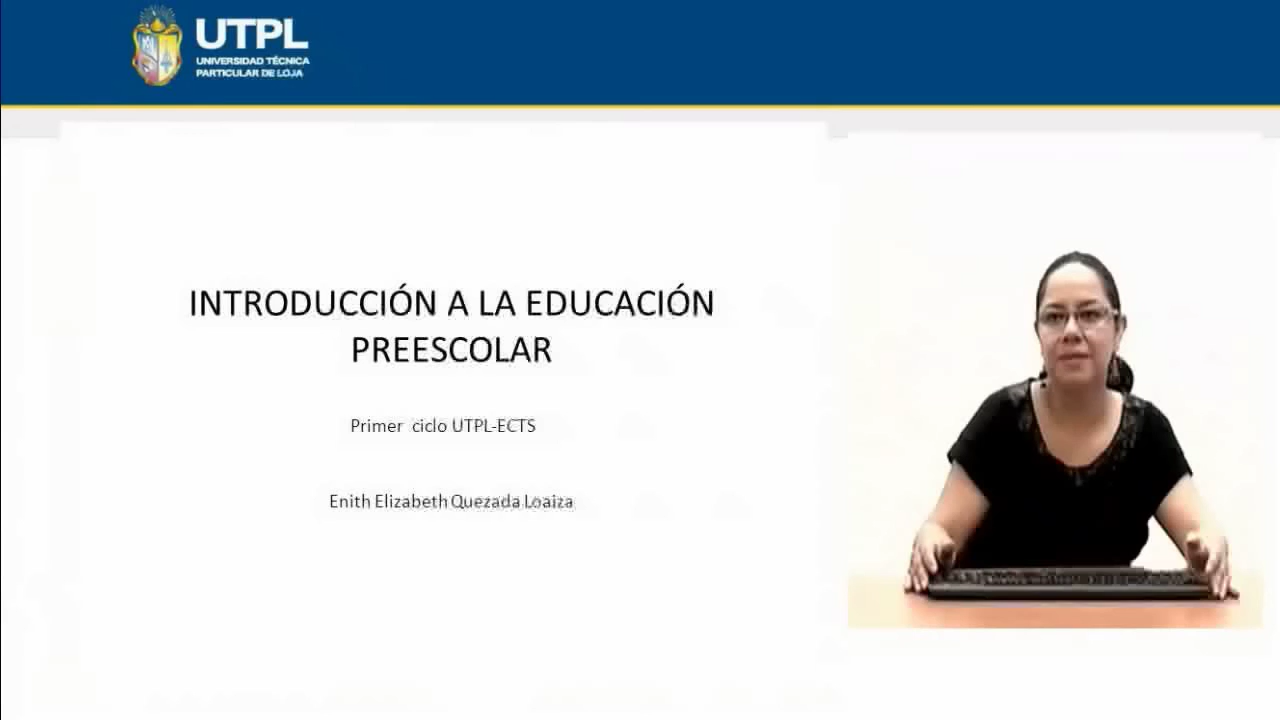 UTPL
UNIVERSIDAD TÉCNICA
PARTICULAR DE LOJA
INTRODUCCIÓN A LA EDUCACIÓN
PREESCOLAR
Primer ciclo UTPL-ECTS
Enith Elizabeth Quezada Loaiza